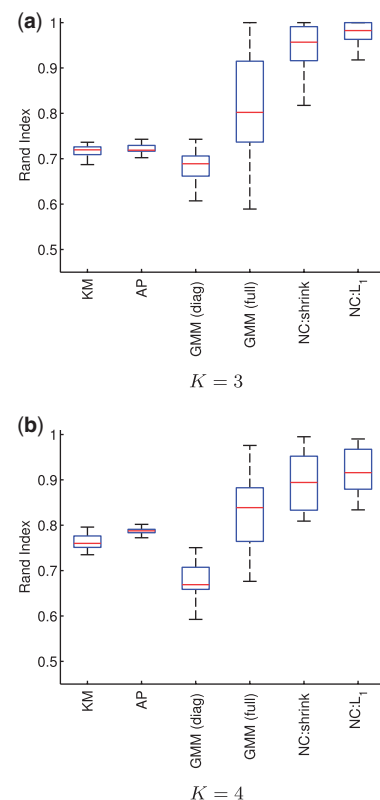 (a)
1
0.9
0.8
0.7
0.6
0.5
Rand Index
KM
AP
GMM (diag)
GMM (full)
NC:shrink
NC:L₁
K = 3
(b)
1
0.9
0.8
0.7
0.6
0.5
Rand Index
KM
AP
GMM (diag)
GMM (full)
NC:shrink
NC:L₁
K = 4